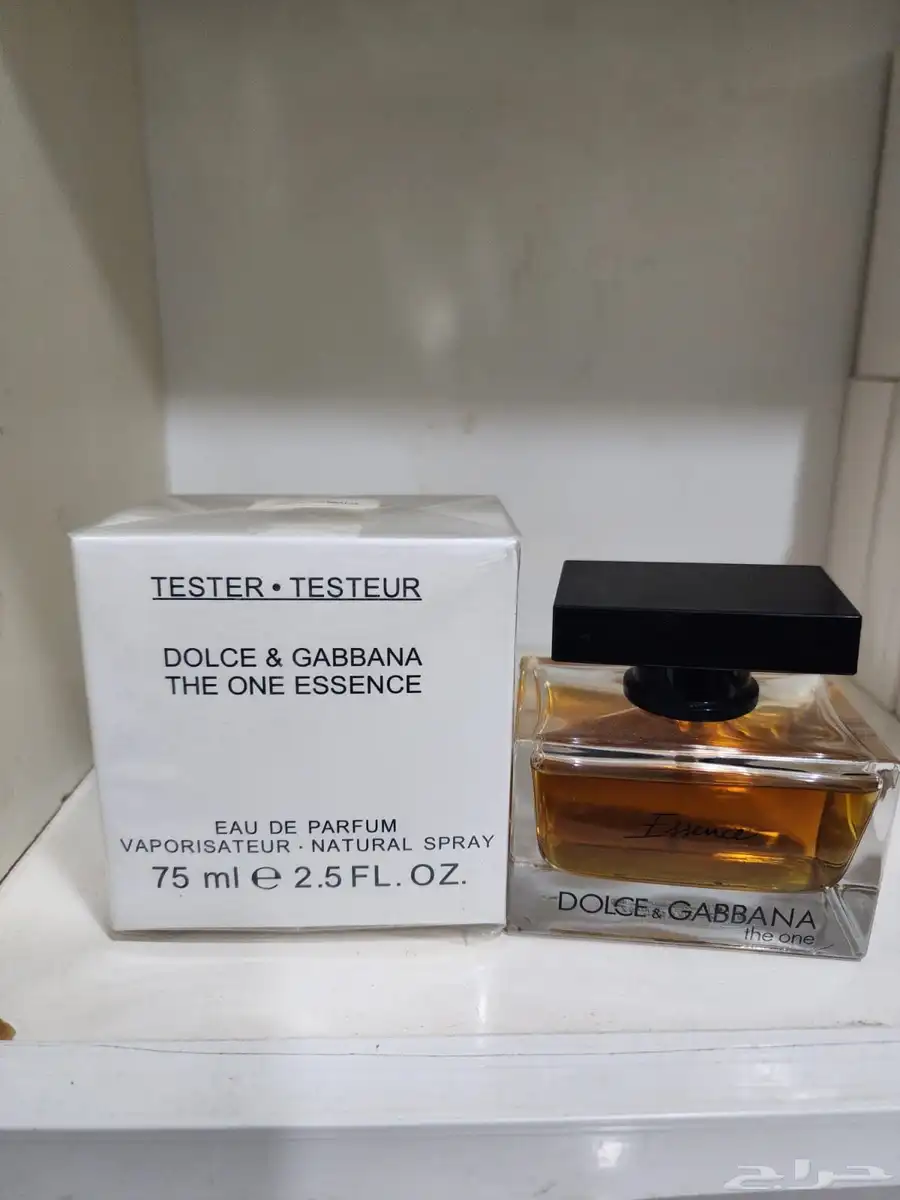 TESTER • TESTEUR
DOLCE & GABBANA
THE ONE ESSENCE
EAU DE PARFUM
VAPORISATEUR · NATURAL SPRAY
75 ml ℮ 2.5 FL. OZ.
Essence
DOLCE & GABBANA
the one
حراج